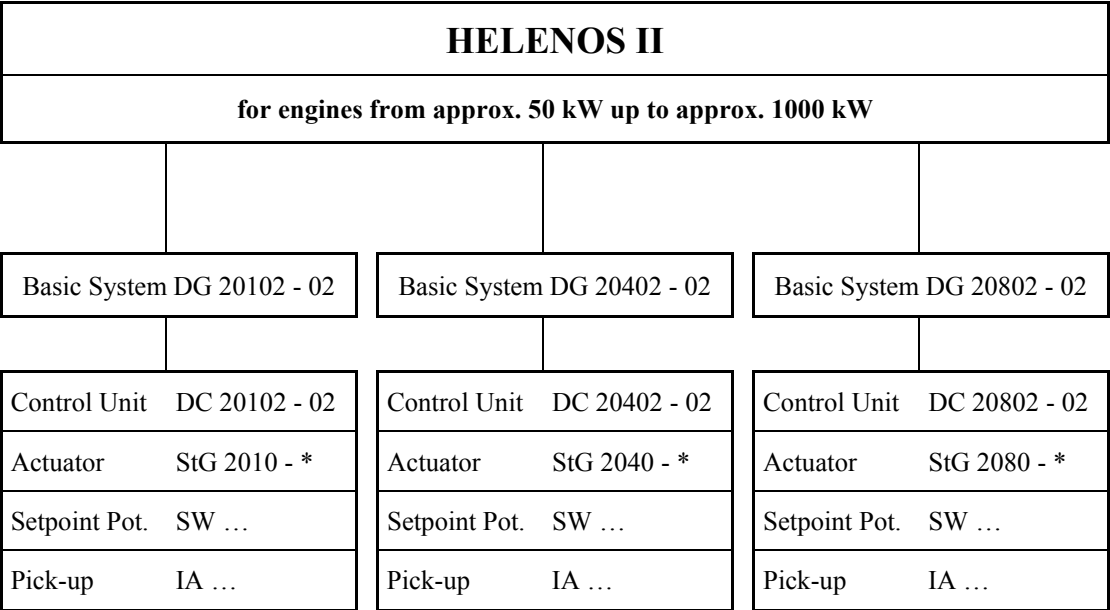 HELENOS II
for engines from approx. 50 kW up to approx. 1000 kW
Basic System DG 20102 - 02
Basic System DG 20402 - 02
Basic System DG 20802 - 02
Control Unit DC 20102 - 02
Actuator StG 2010 - *
Setpoint Pot. SW …
Pick-up IA …
Control Unit DC 20402 - 02
Actuator StG 2040 - *
Setpoint Pot. SW …
Pick-up IA …
Control Unit DC 20802 - 02
Actuator StG 2080 - *
Setpoint Pot. SW …
Pick-up IA …